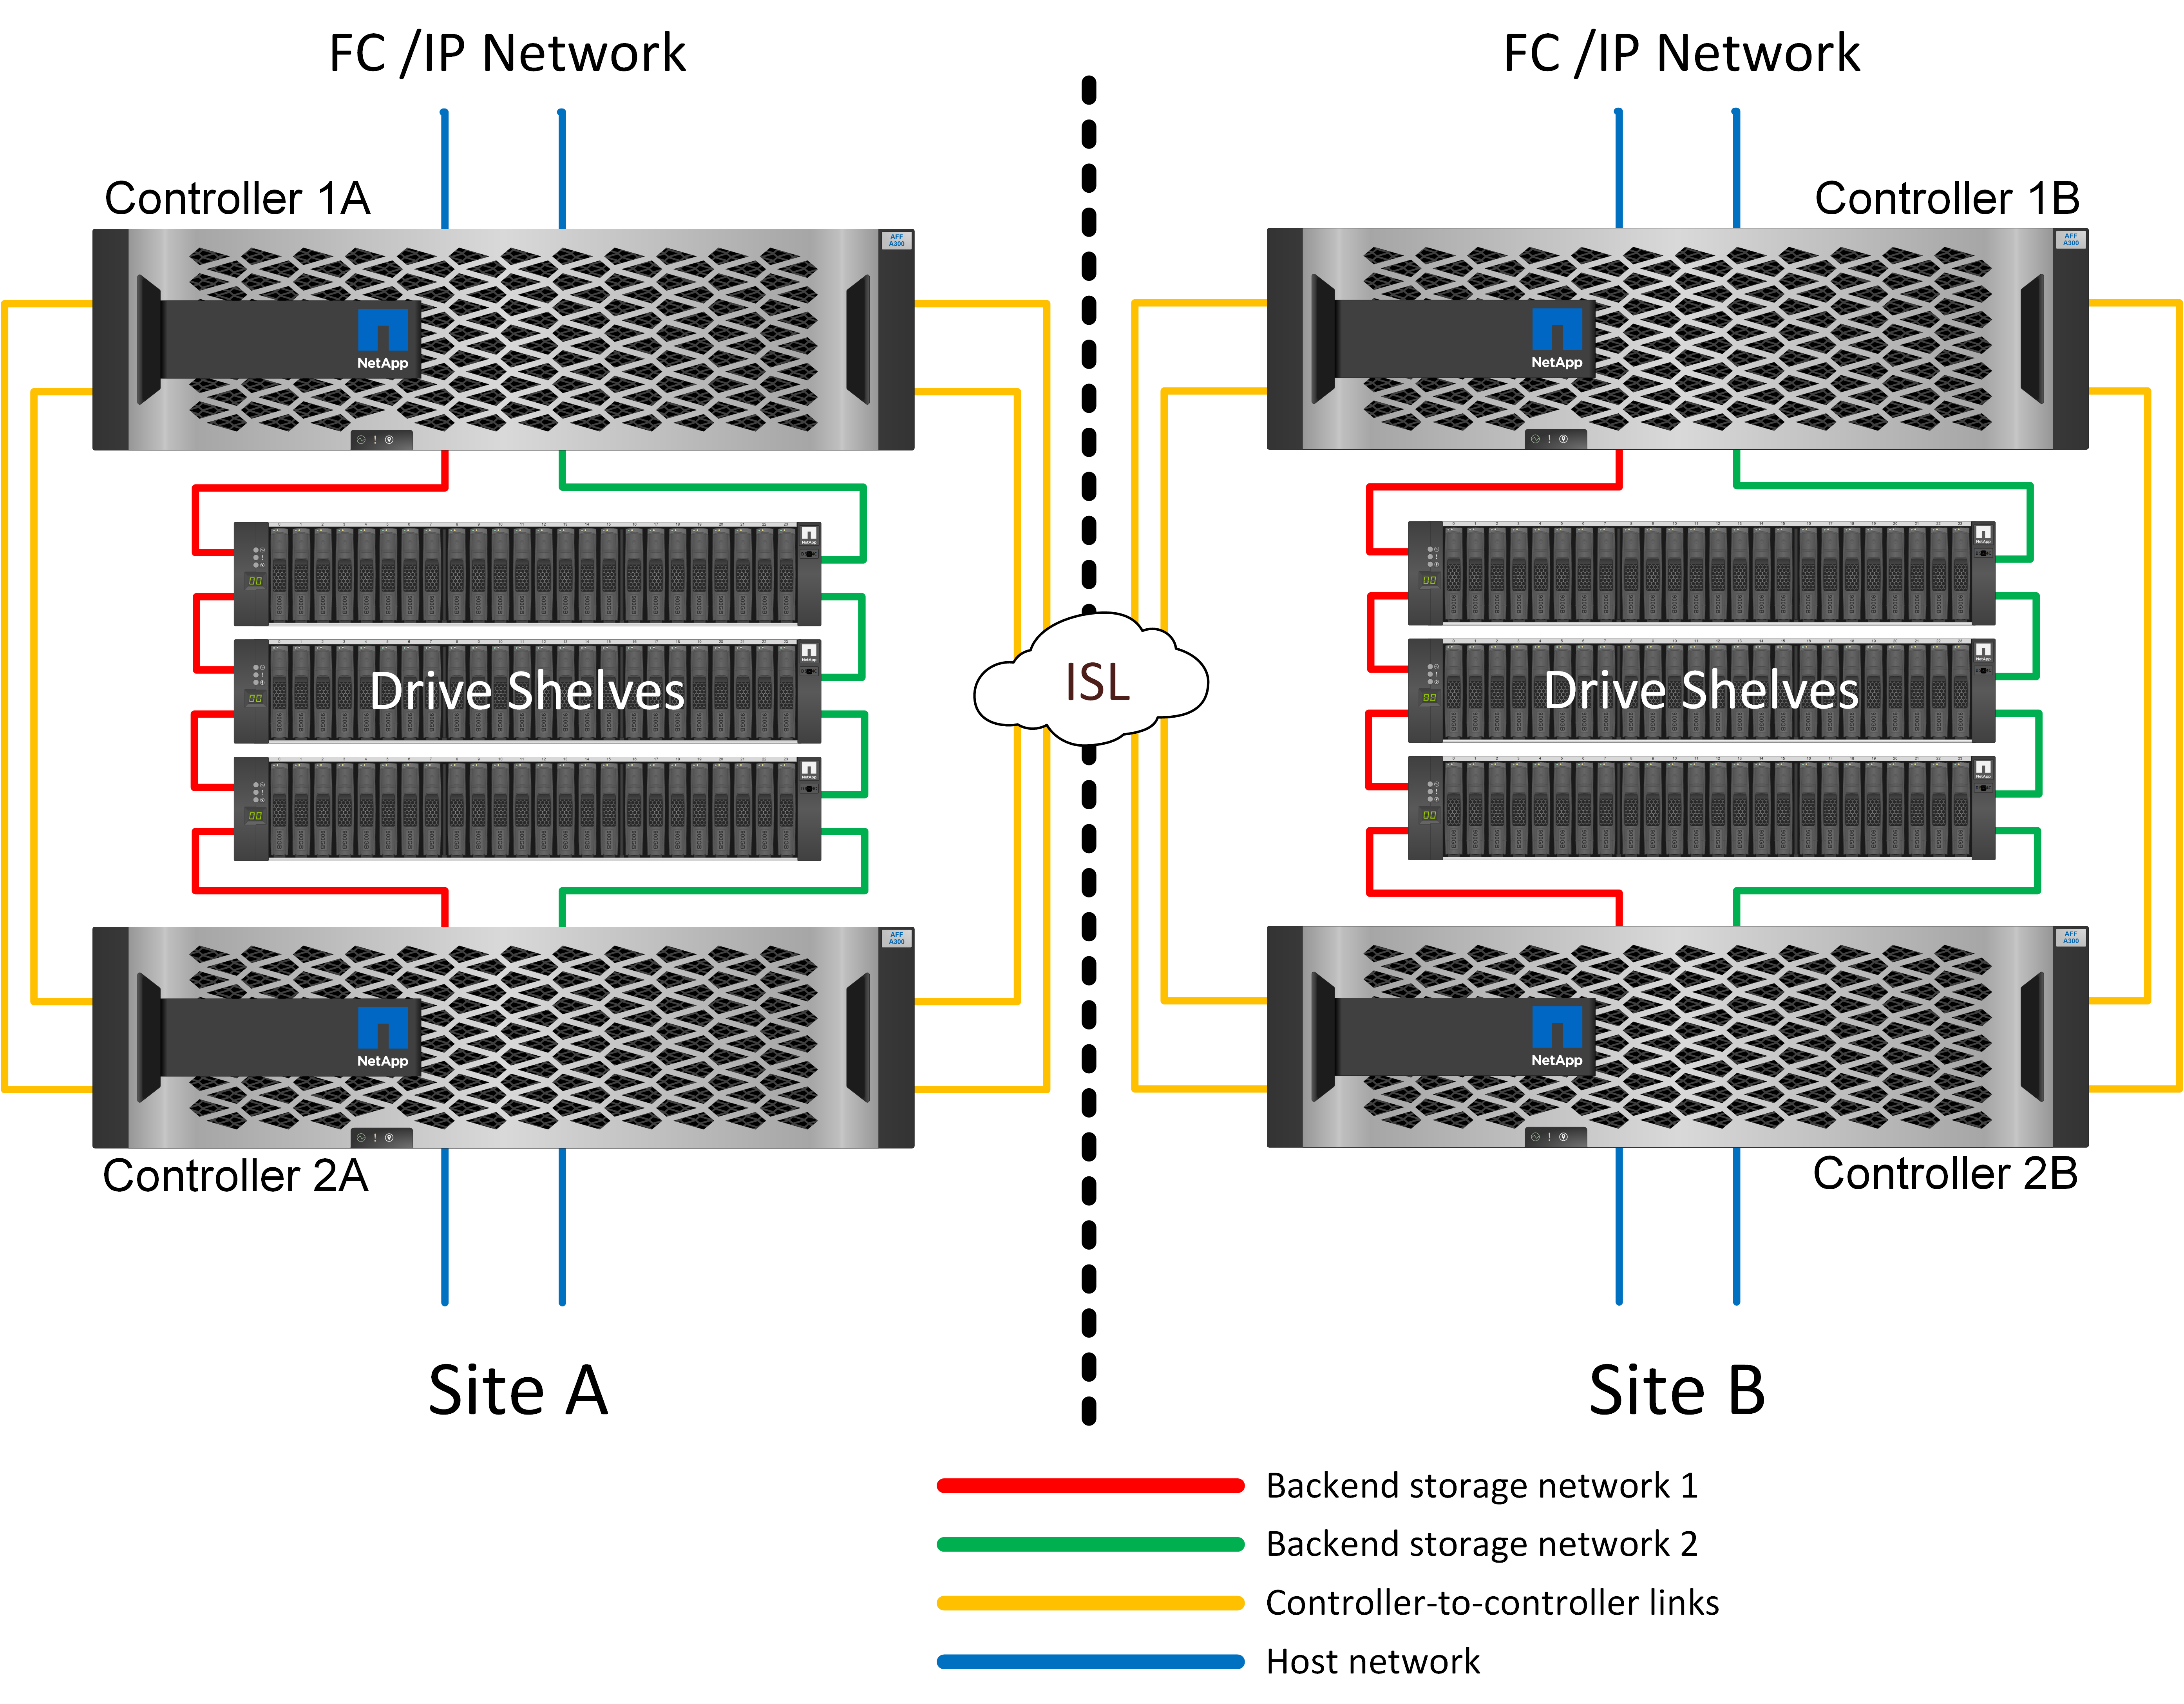 FC /IP Network
FC /IP Network
Controller 1A
Controller 1B
AFF
A300
AFF
A300
NetApp
NetApp
Drive Shelves
ISL
Drive Shelves
AFF
A300
AFF
A300
NetApp
NetApp
Controller 2A
Controller 2B
Site A
Site B
Backend storage network 1
Backend storage network 2
Controller-to-controller links
Host network